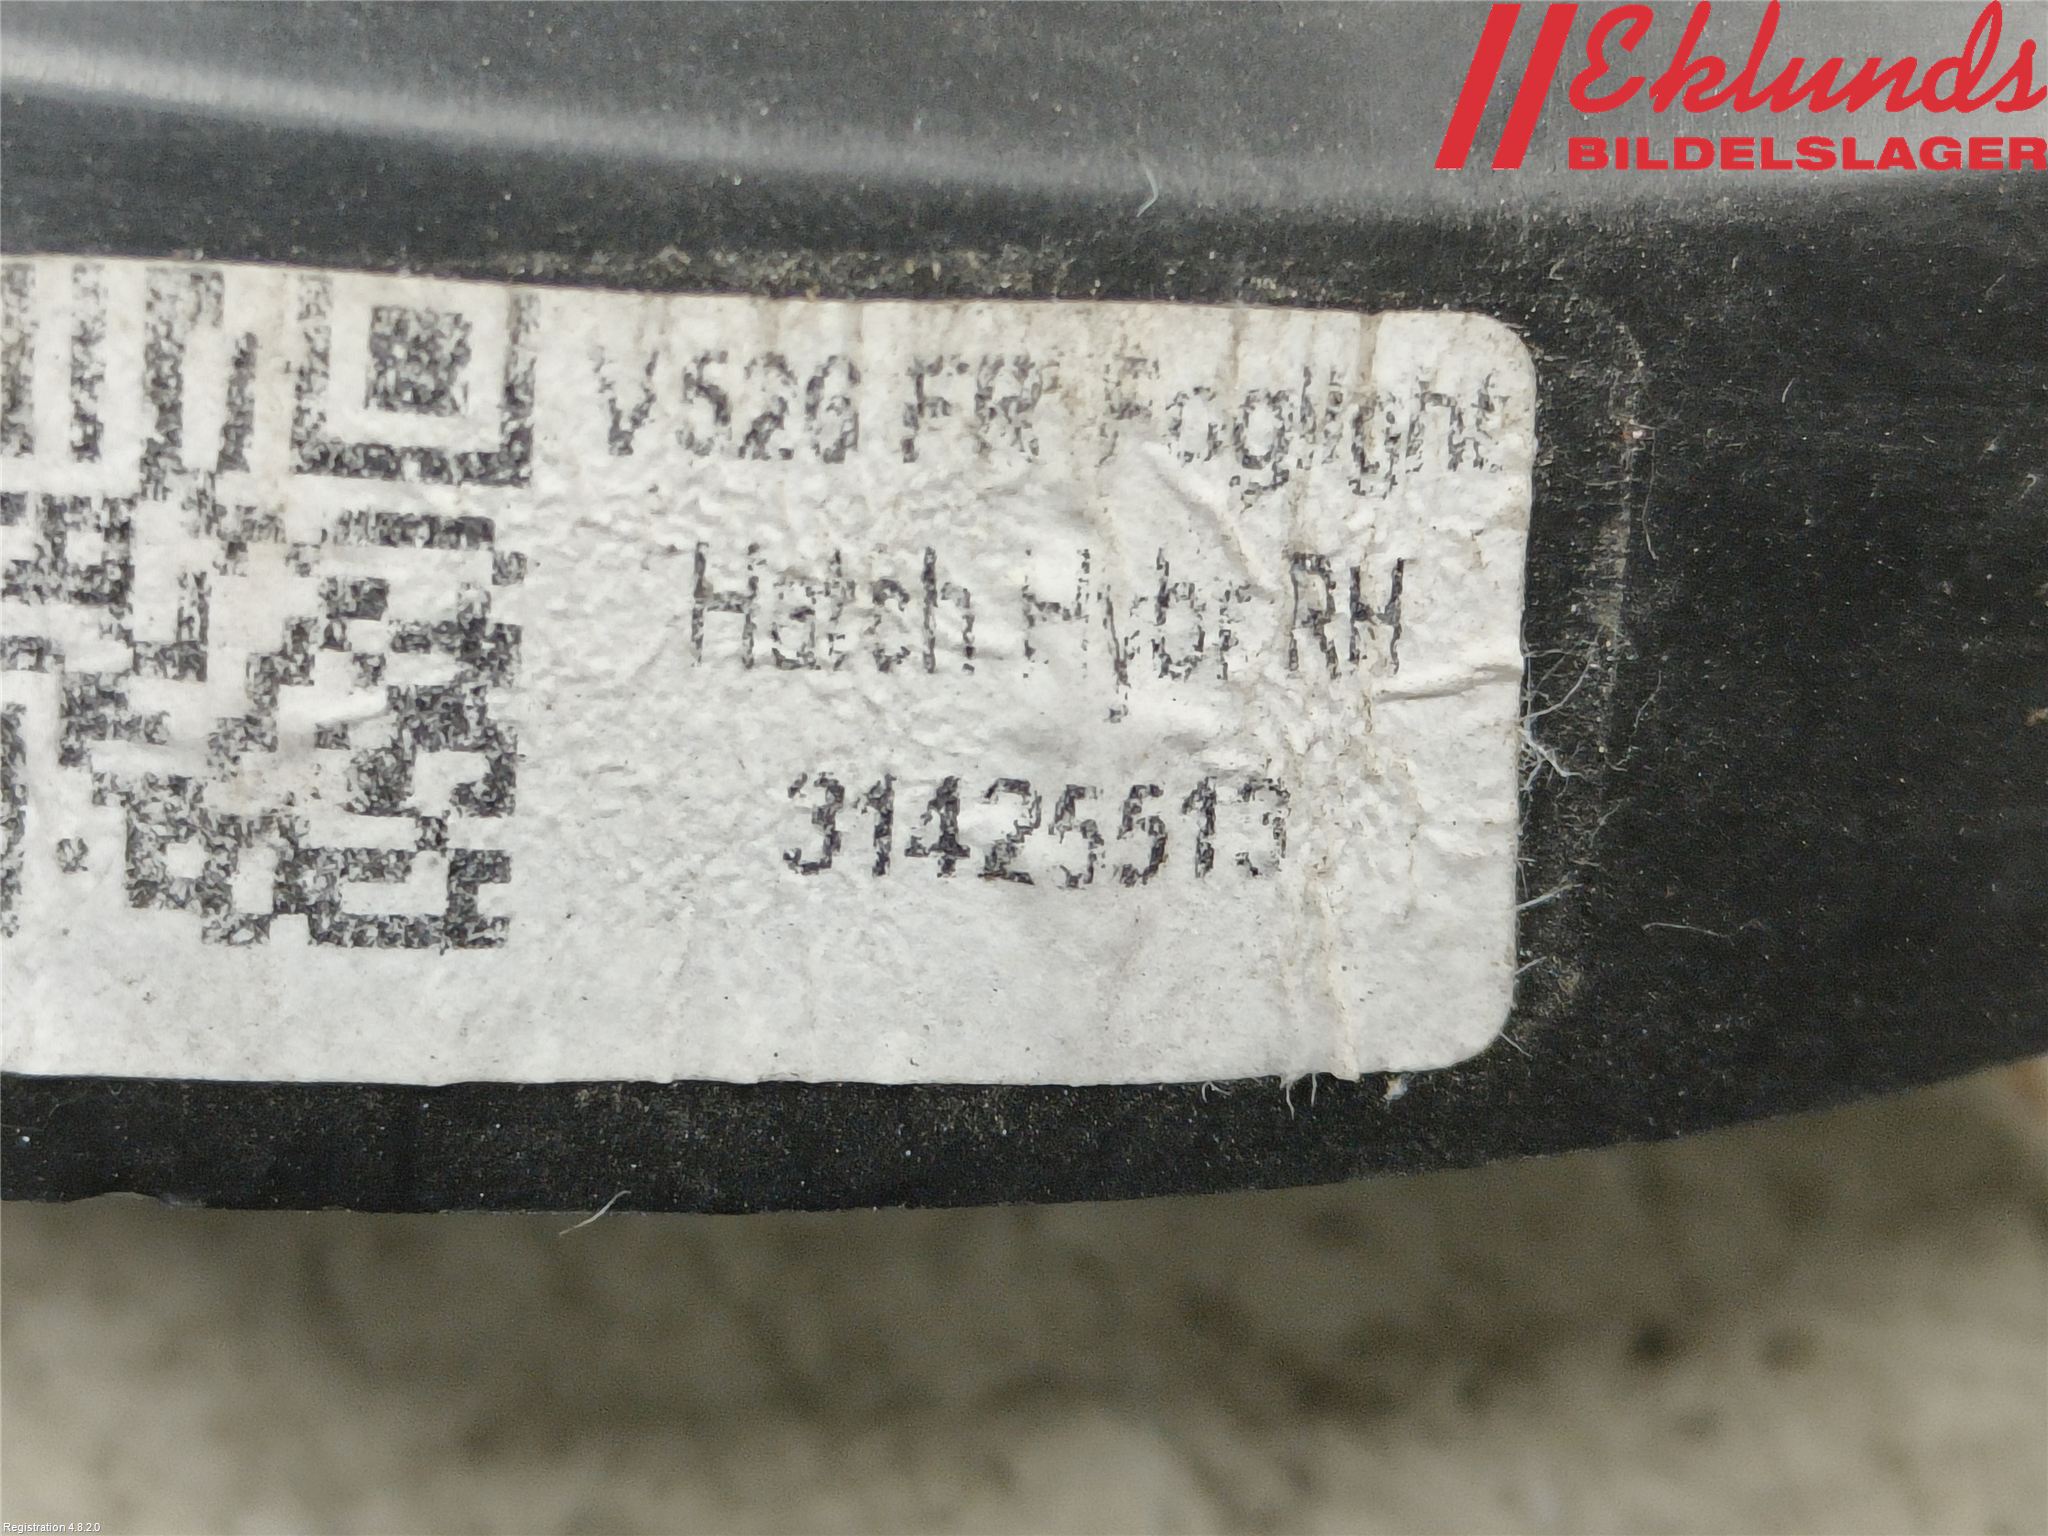 Eklunds
BILDELSLAGER
V526 FR Foglight
Hatch Hybr RH
31425513
Registration 4.8.2.0